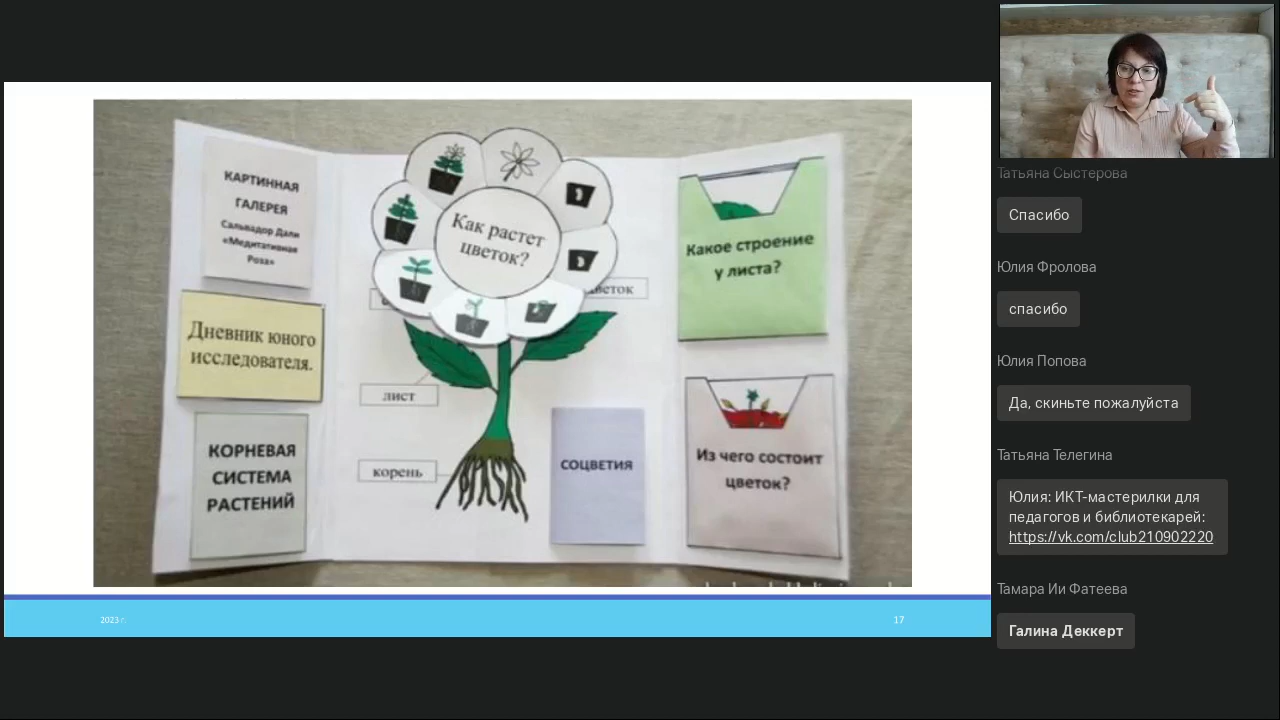 КАРТИННАЯ
ГАЛЕРЕЯ
Сальвадор Дали
«Медитативная
Роза»
Дневник юного
исследователя.
КОРНЕВАЯ
СИСТЕМА
РАСТЕНИЙ
Как растет
цветок?
лист
корень
СОЦВЕТИЯ
Какое строение
у листа?
Из чего состоит
цветок?
2023 г.
17
Татьяна Сыстерова
Спасибо
Юлия Фролова
спасибо
Юлия Попова
Да, скиньте пожалуйста
Татьяна Телегина
Юлия: ИКТ-мастерилки для
педагогов и библиотекарей:
https://vk.com/club210902220
Тамара Ии Фатеева
Галина Деккерт